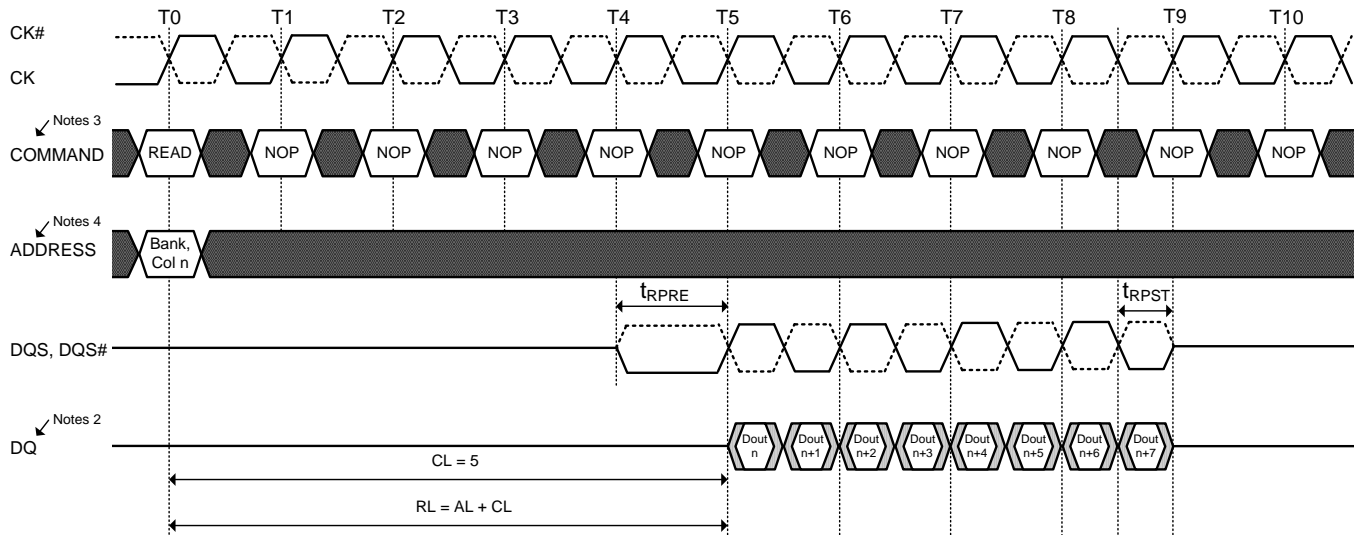 T0 T1 T2 T3 T4 T5 T6 T7 T8 T9 T10
CK#
CK
Notes 3
COMMAND READ NOP NOP NOP NOP NOP NOP NOP NOP NOP NOP
Notes 4
ADDRESS Bank,
Col n
tRPRE tRPST
DQS, DQS#
Notes 2
DQ
Dout n Dout n+1 Dout n+2 Dout n+3 Dout n+4 Dout n+5 Dout n+6 Dout n+7
CL = 5
RL = AL + CL